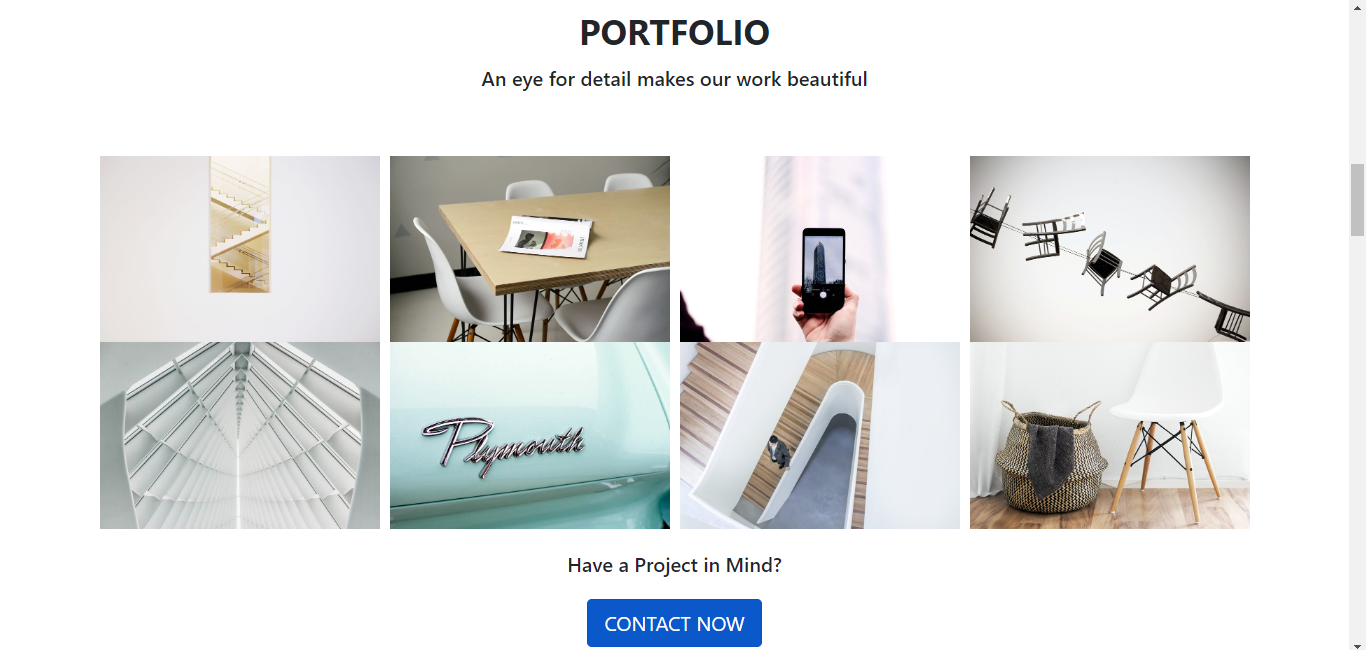 PORTFOLIO
An eye for detail makes our work beautiful
Plymouth
Have a Project in Mind?
CONTACT NOW